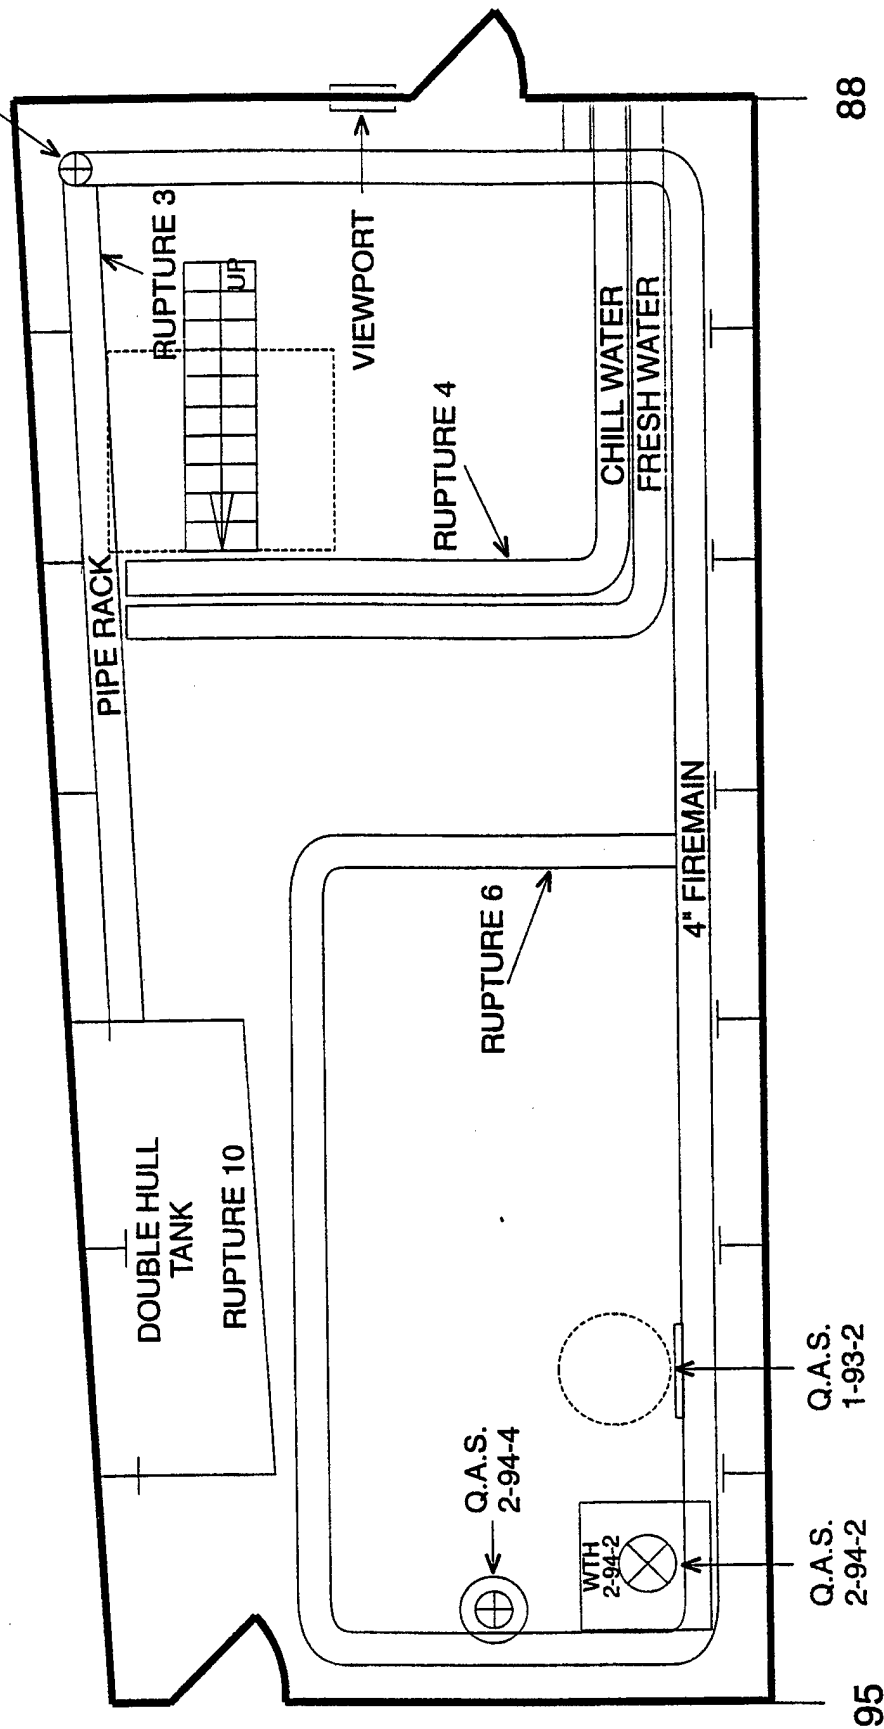 RUPTURE 3
UP
VIEWPORT
PIPE RACK
RUPTURE 4
CHILL WATER
FRESH WATER
88
DOUBLE HULL
TANK
RUPTURE 10
RUPTURE 6
4" FIREMAIN
Q.A.S.
2-94-4
WTH
2-94-2
Q.A.S.
1-93-2
Q.A.S.
2-94-2
95